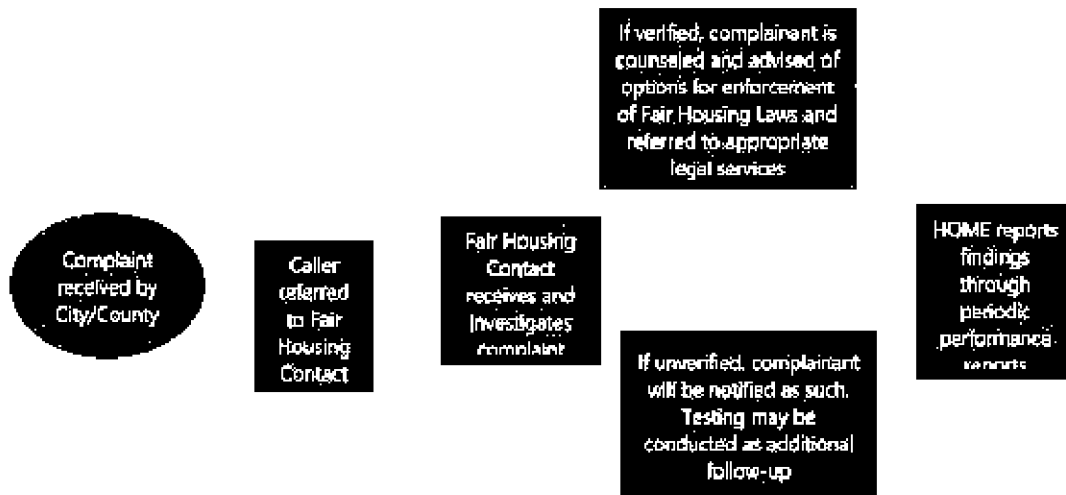 Complaint
received by
City/County
Caller
referred
to Fair
Housing
Contact
Fair Housing
Contact
receives and
Investigates
complaint
If verified, complainant is
counseled and advised of
options for enforcement
of Fair Housing Laws and
referred to appropriate
legal services
If unverified, complainant
will be notified as such.
Testing may be
conducted as additional
follow-up
HOME reports
findings
through
periodic
performance
reports